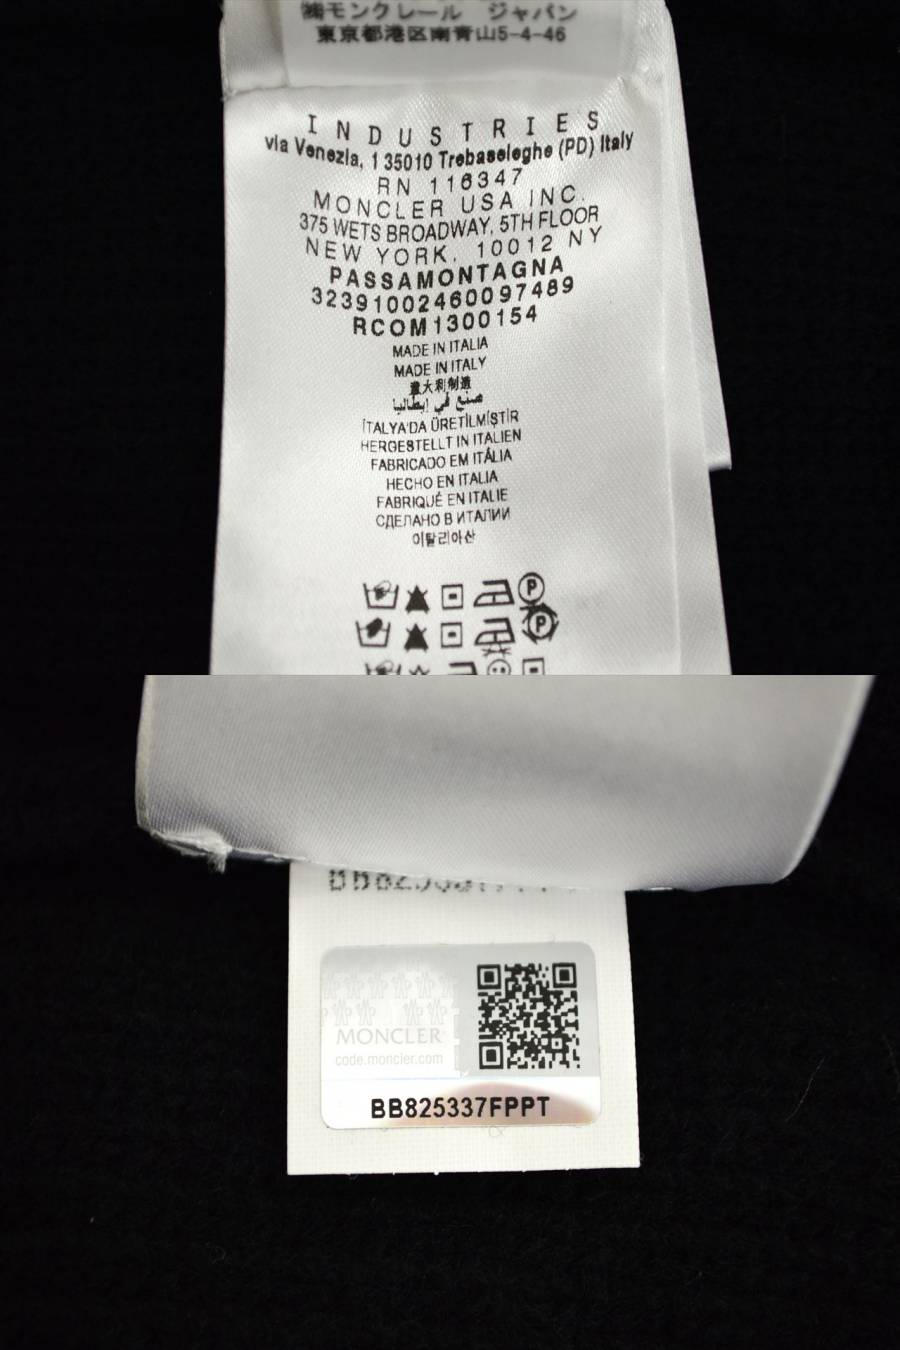 ㈱モンクレール ジャパン
東京都港区南青山5-4-46
INDUSTRIES
via Venezia, 1 35010 Trebaseleghe (PD) Italy
RN 116347
MONCLER USA INC.
375 WETS BROADWAY, 5TH FLOOR
NEW YORK, 10012 NY
PASSAMONTAGNA
32391002460097489
RCOM1300154
MADE IN ITALIA
MADE IN ITALY
意大利制造
صنع في إيطاليا
İTALYA'DA ÜRETİLMİŞTİR
HERGESTELLT IN ITALIEN
FABRICADO EM ITÁLIA
HECHO EN ITALIA
FABRIQUÉ EN ITALIE
СДЕЛАНО В ИТАЛИИ
이탈리아산
P
P
MONCLER
code.moncler.com
BB825337FPPT